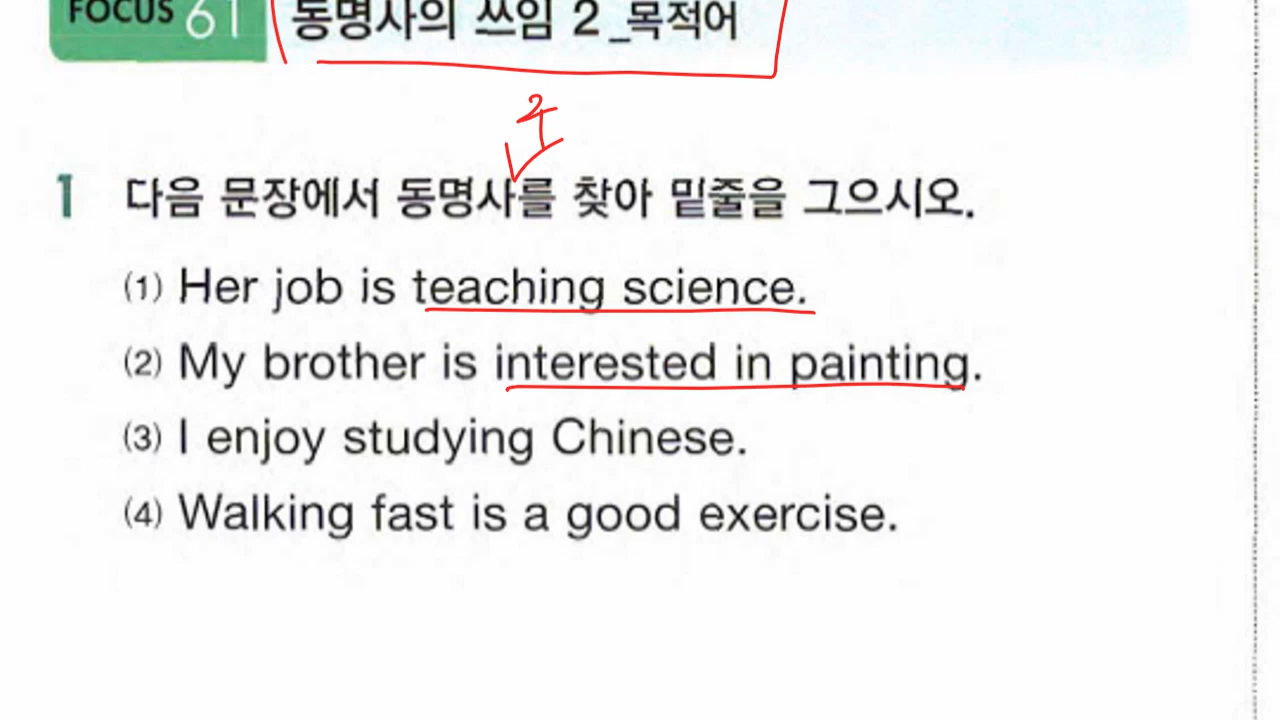 FOCUS 61 동명사의 쓰임 2_목적어
구
1 다음 문장에서 동명사를 찾아 밑줄을 그으시오.
(1) Her job is teaching science.
(2) My brother is interested in painting.
(3) I enjoy studying Chinese.
(4) Walking fast is a good exercise.